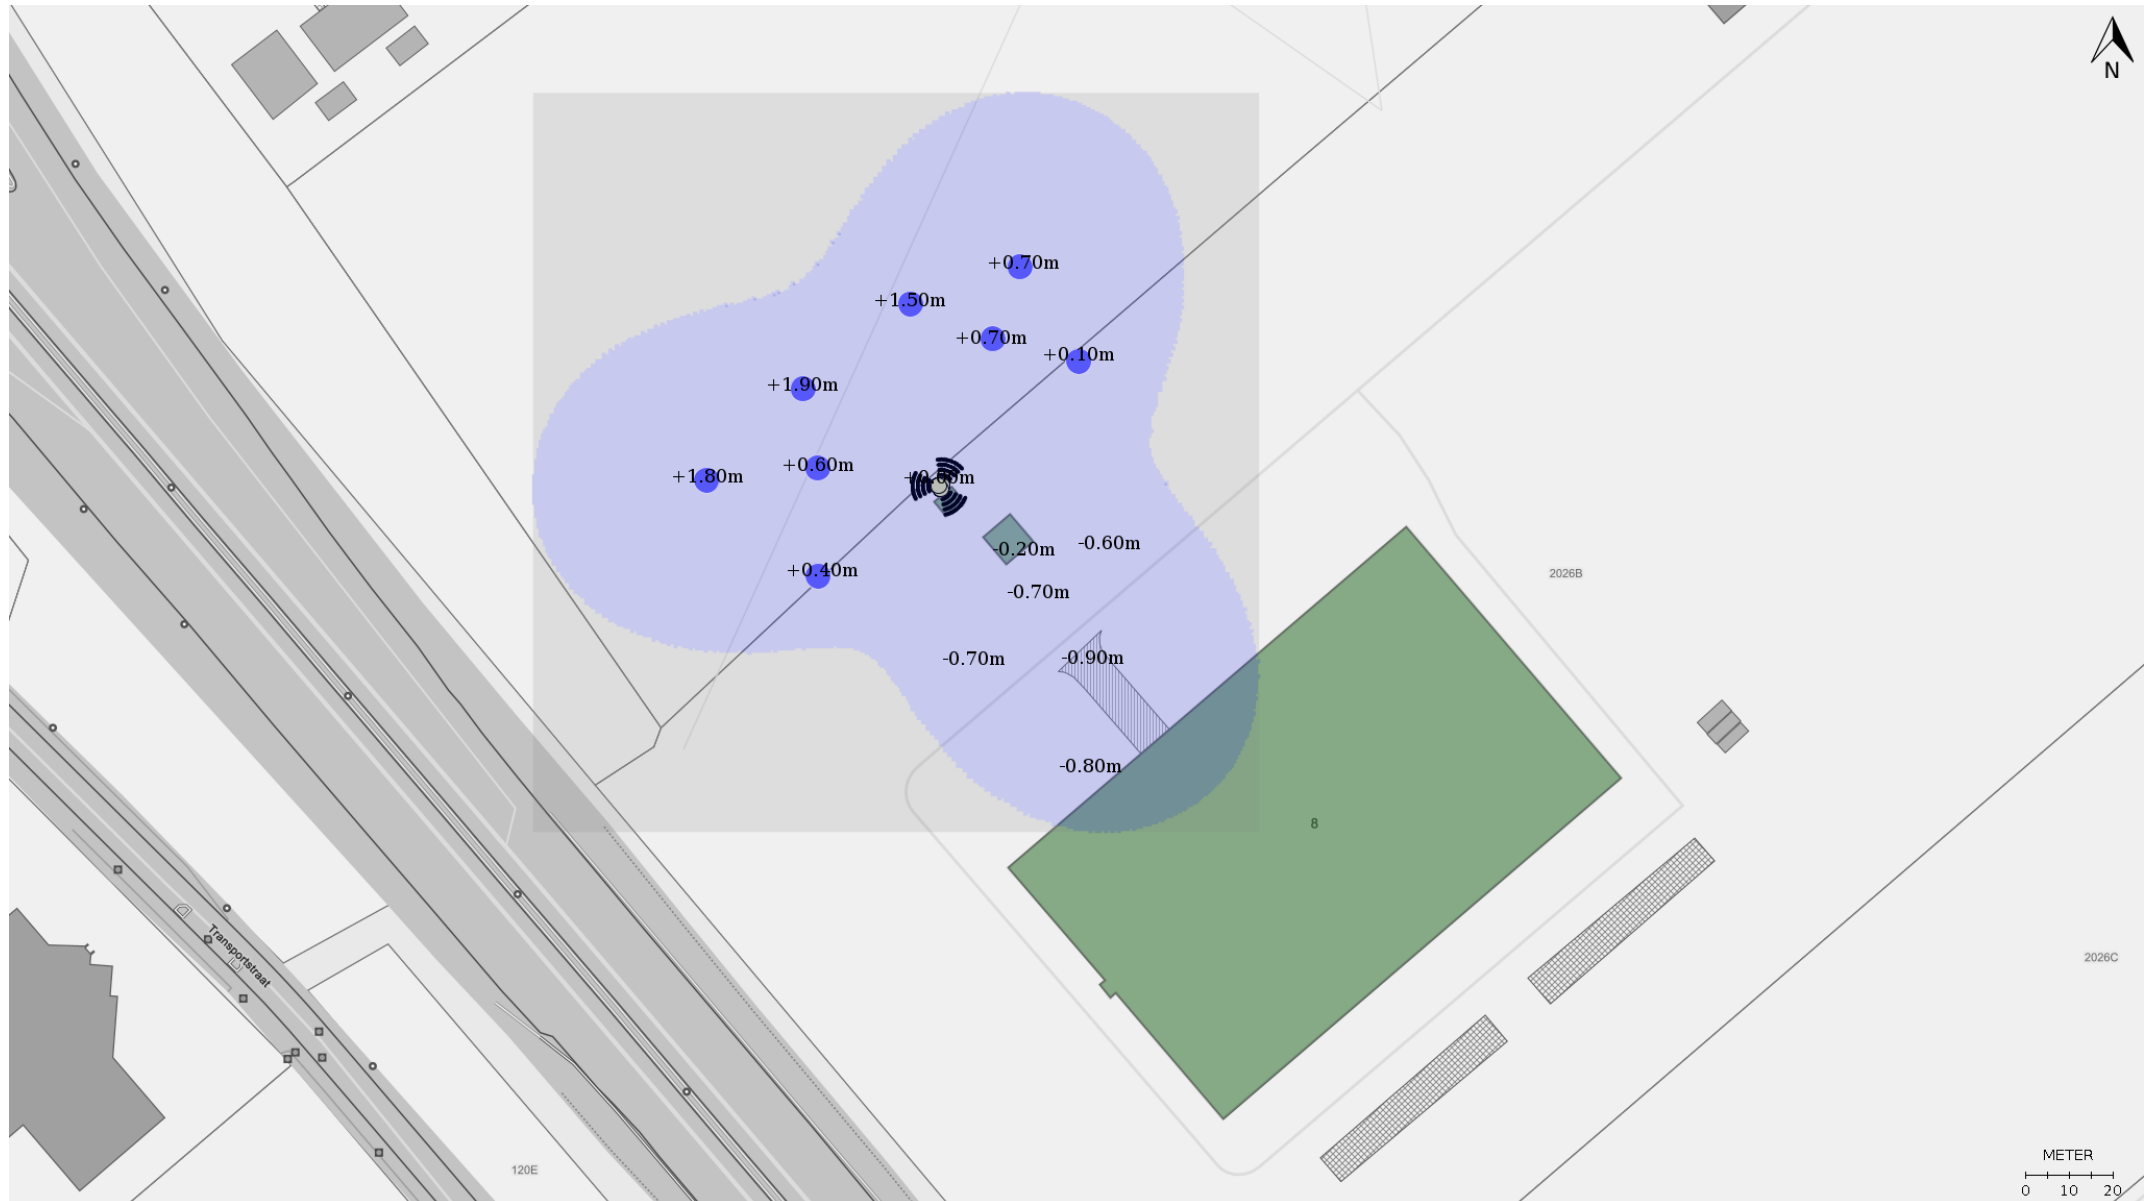 N
+0.70m
+1.50m
+0.70m
+0.10m
+1.90m
+0.60m
+1.80m
-0.60m
-0.20m
+0.40m
2026B
-0.70m
-0.90m
-0.70m
-0.80m
8
Transportstraat
2026C
METER
120E
0 10 20